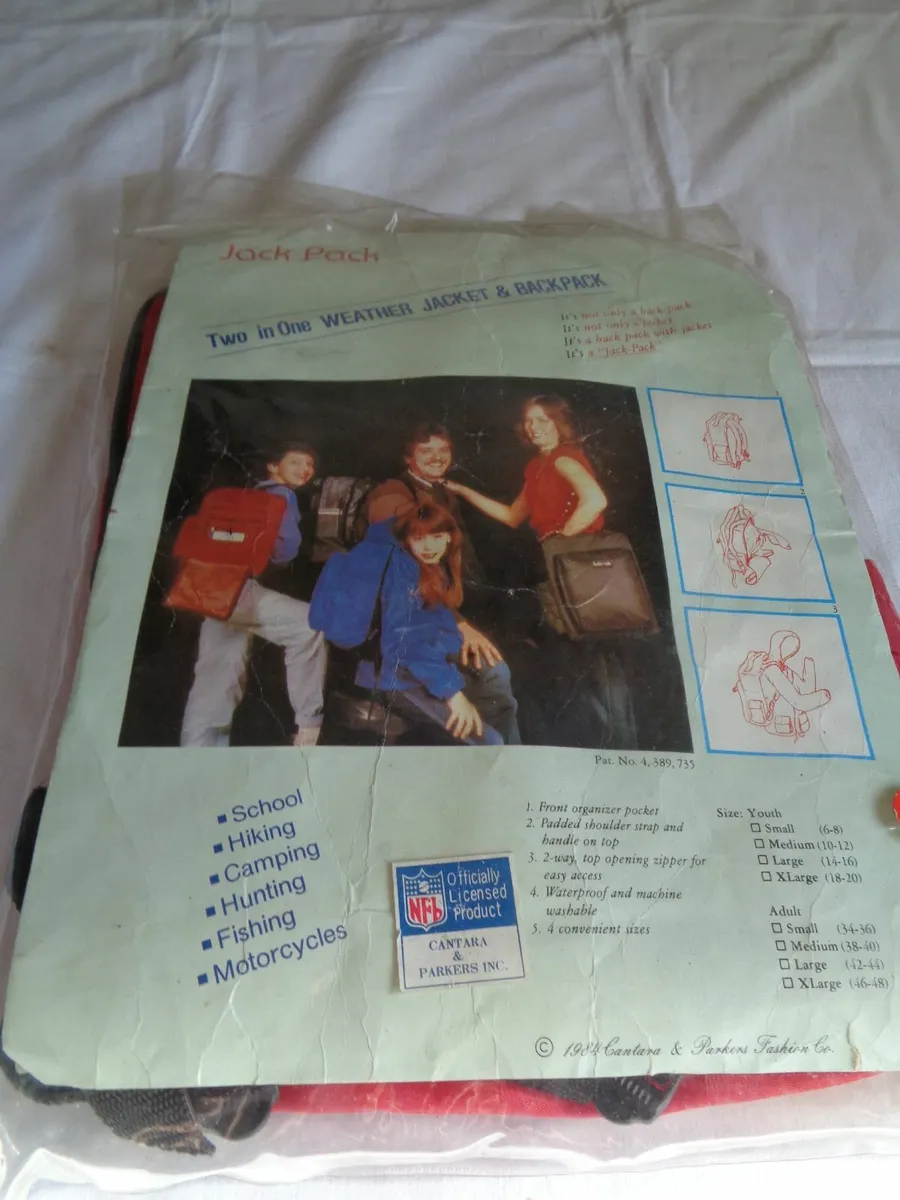 Jack Pack
Two in One WEATHER JACKET & BACKPACK
It's not only a back pack
It's not only a jacket
It's a back pack with jacket
It's a "Jack-Pack"
2
3
Pat. No. 4,389,735
▪ School
▪ Hiking
▪ Camping
▪ Hunting
▪ Fishing
▪ Motorcycles
NFL
Officially
Licensed
Product
CANTARA
&
PARKERS INC.
1. Front organizer pocket
2. Padded shoulder strap and
handle on top
3. 2-way, top opening zipper for
easy access
4. Waterproof and machine
washable
5. 4 convenient sizes
Size: Youth
☐ Small (6-8)
☐ Medium (10-12)
☐ Large (14-16)
☐ XLarge (18-20)
Adult
☐ Small (34-36)
☐ Medium (38-40)
☐ Large (42-44)
☐ XLarge (46-48)
© 1984 Cantara & Parkers Fashion Co.